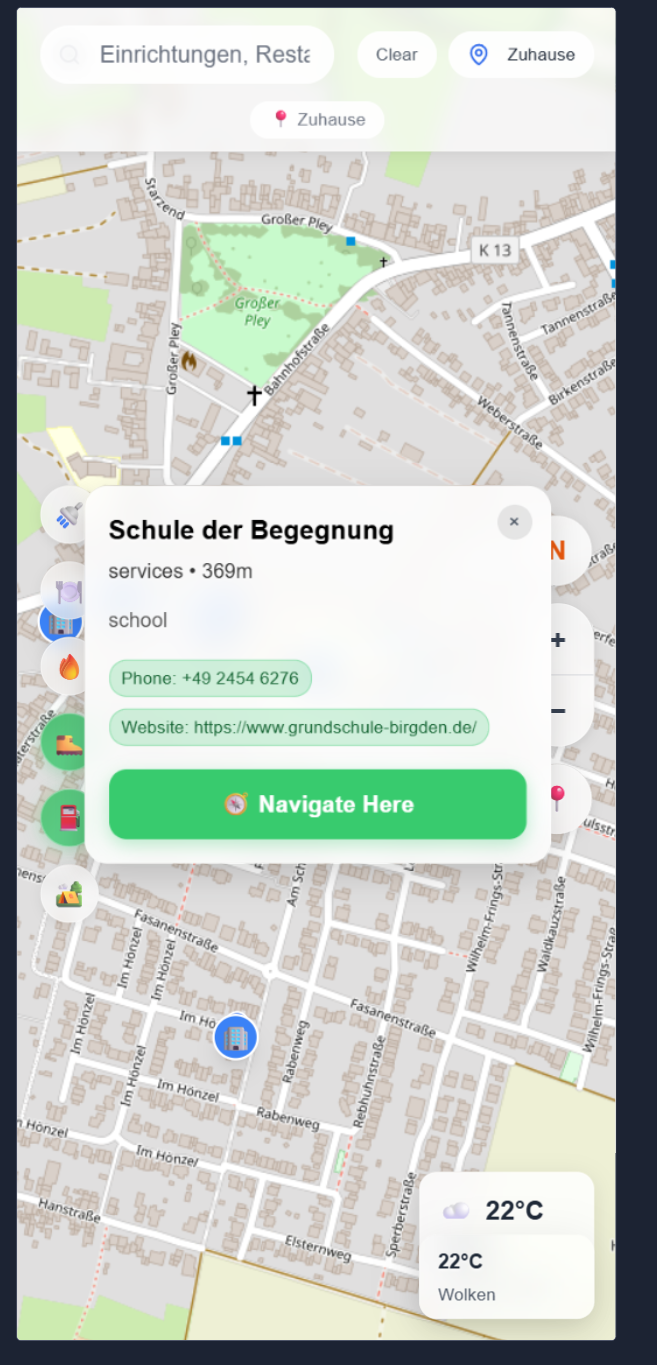 Einrichtungen, Resta
Clear
Zuhause
Zuhause
Starzend
Großer Pley
K 13
Großer
Pley
Großer Pley
Bahnhofstraße
Tannenstraße
Tannenstraße
Birkenstraße
Weberstraße
Schule der Begegnung
×
services • 369m
N
school
+
Phone: +49 2454 6276
−
Website: https://www.grundschule-birgden.de/
Navigate Here
Am Sch
Fasanenstraße
Wilhelm-Frings-Str
Waldkauzstraße
Im Hönzel
Im Hönzel
Im Hönzel
Im Hö
Fasanenstraße
Wilhelm-Frings-Straß
Rabenweg
Rebhuhnstraße
Im Hönzel
Im Hönzel
Rabenweg
n Hönzel
Im Hönzel
Hanstraße
Sperberstraße
Elsternweg
22°C
22°C
Wolken